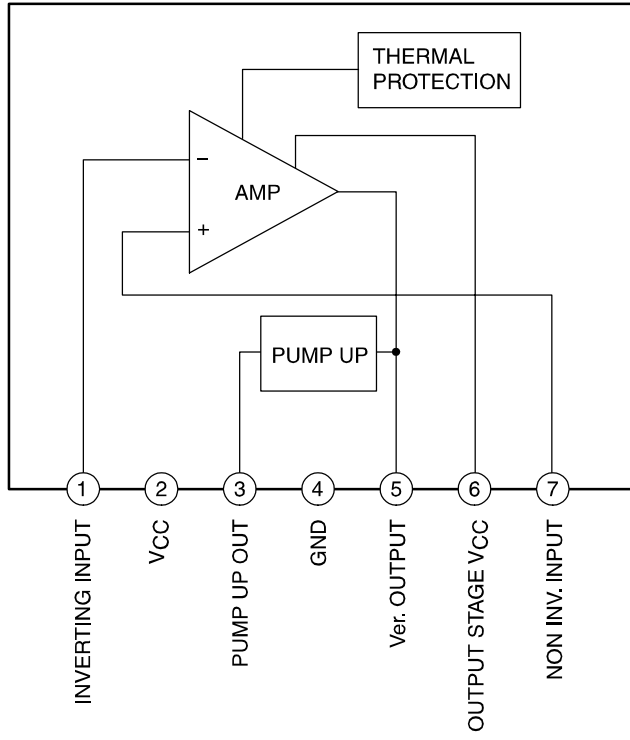 THERMAL
PROTECTION
−
AMP
+
PUMP UP
1
2
3
4
5
6
7
INVERTING INPUT
VCC
PUMP UP OUT
GND
Ver. OUTPUT
OUTPUT STAGE VCC
NON INV. INPUT